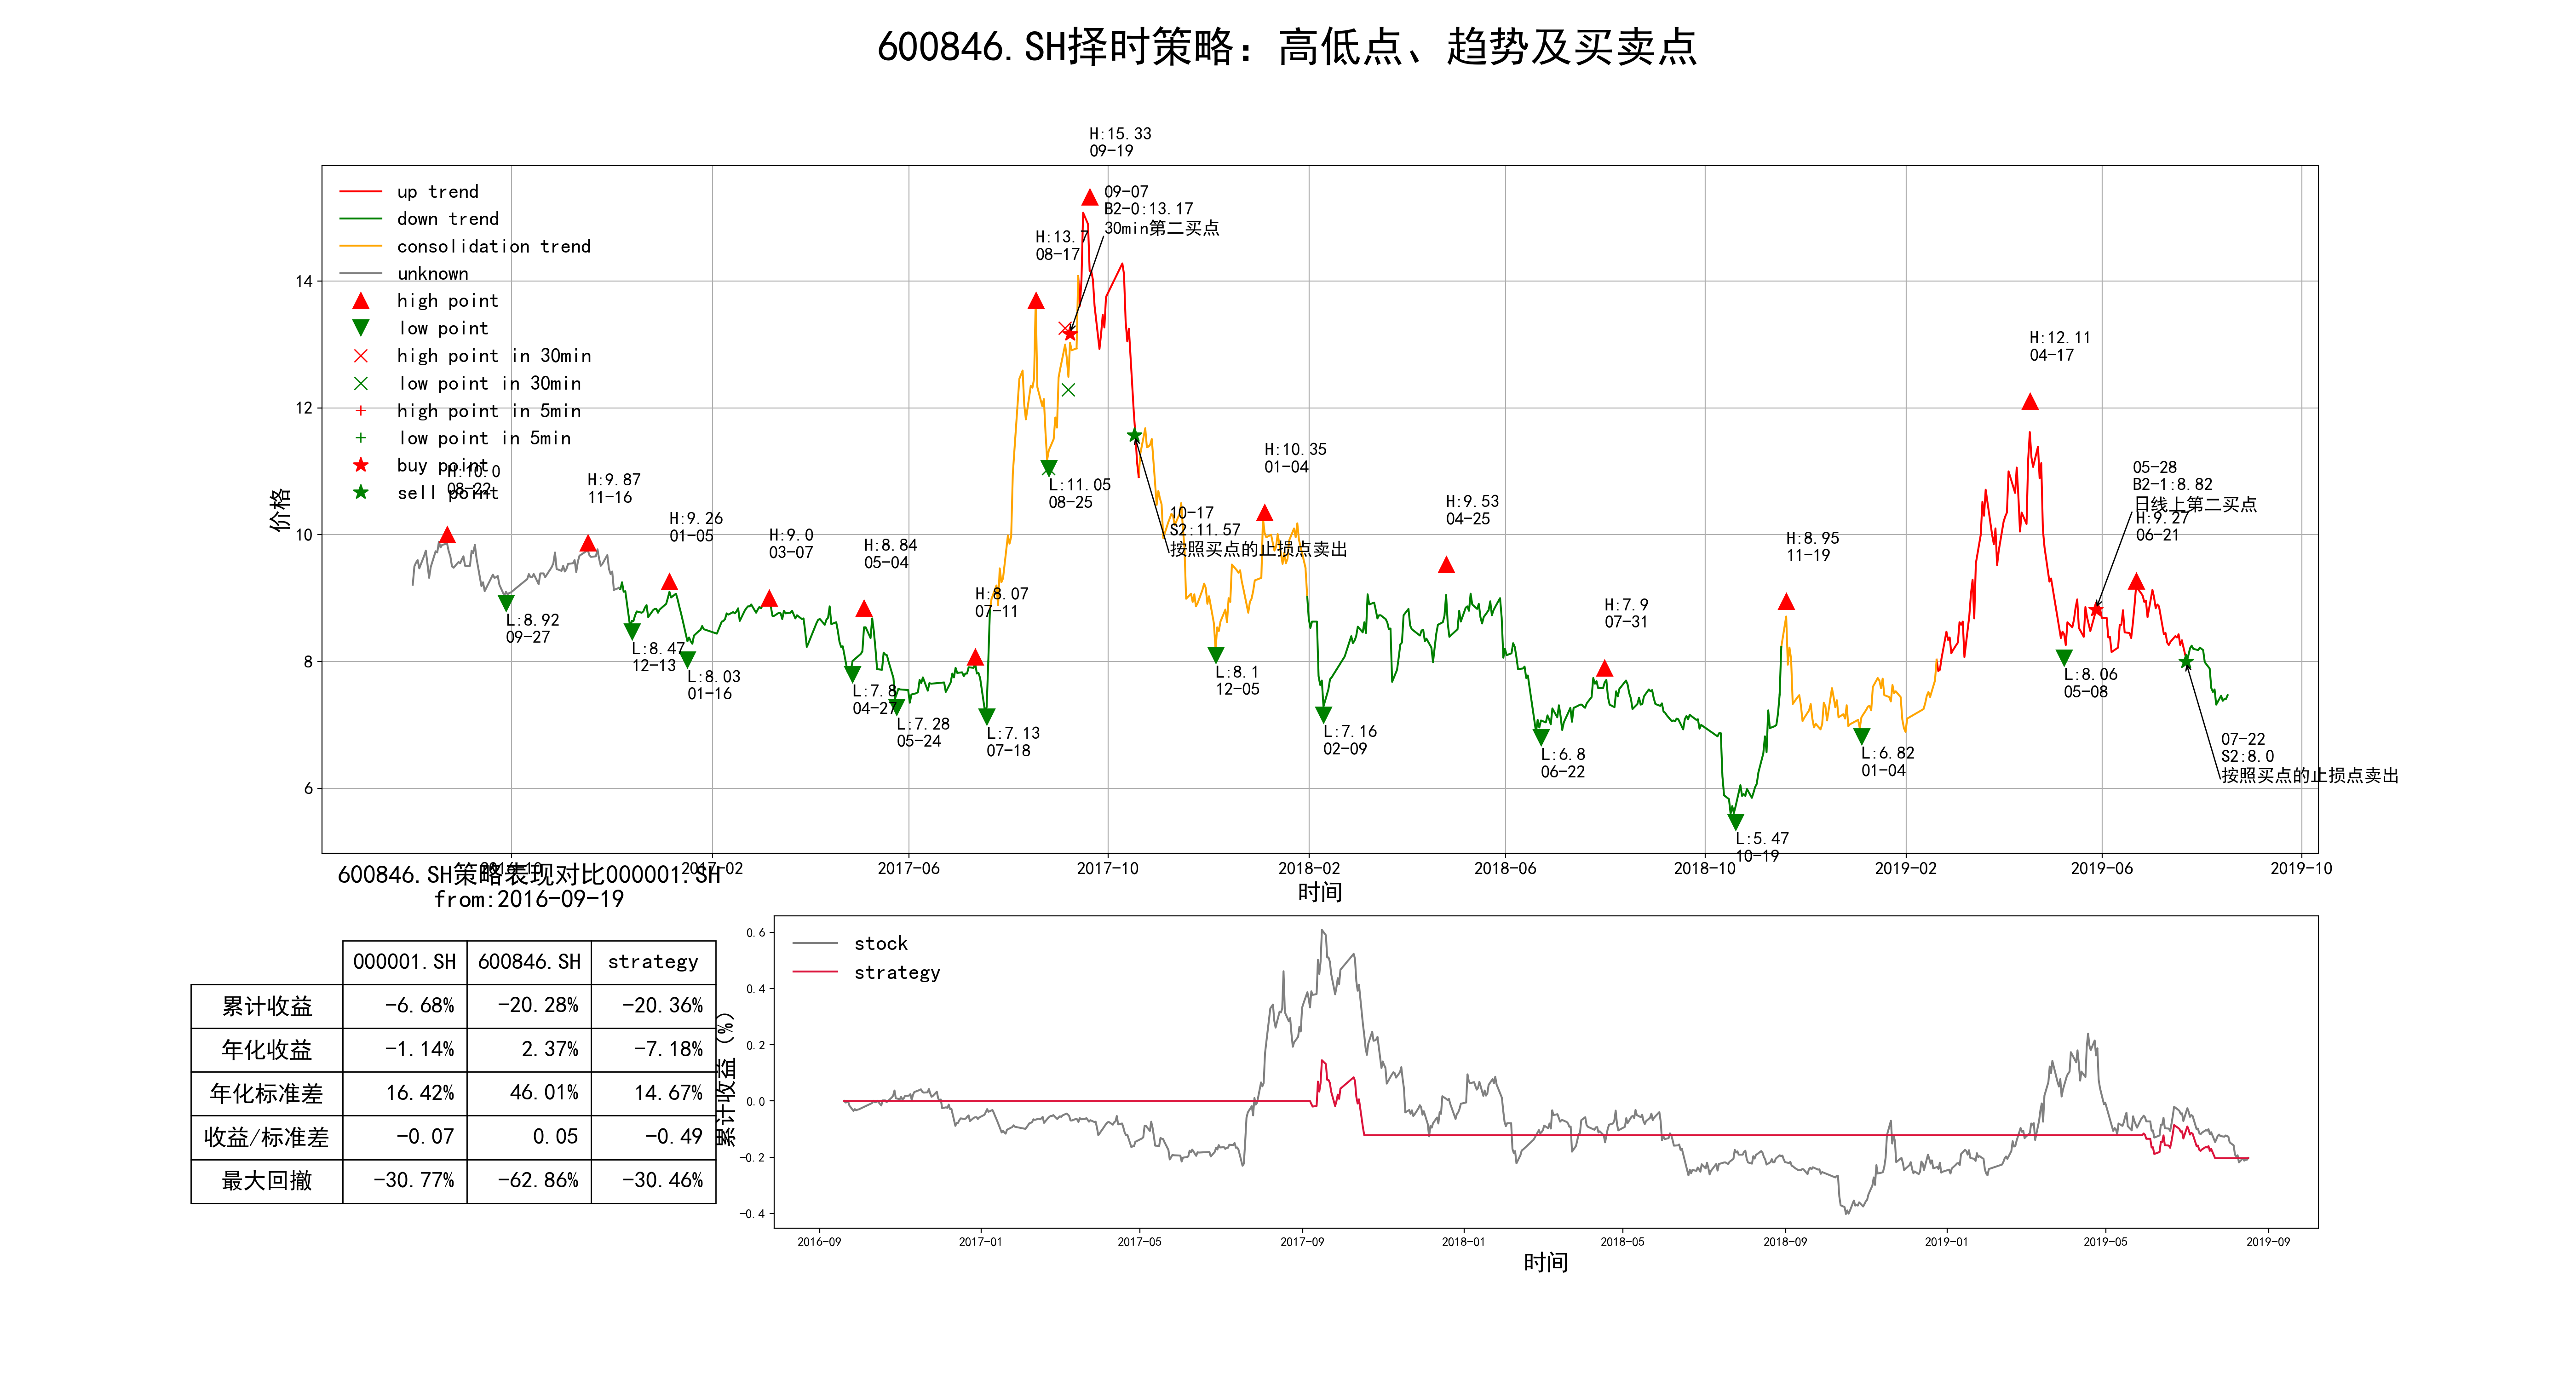 600846.SH择时策略：高低点、趋势及买卖点
H:15.33
09-19
up trend
down trend
consolidation trend
unknown
high point
low point
high point in 30min
low point in 30min
high point in 5min
low point in 5min
buy point
sell point
09-07
B2-0:13.17
30min第二买点
H:13.7
08-17
H:12.11
04-17
H:10.0
08-22
H:9.87
11-16
H:9.26
01-05
H:9.0
03-07
H:8.84
05-04
H:8.07
07-11
L:11.05
08-25
10-17
S2:11.57
按照买点的止损点卖出
H:10.35
01-04
H:9.53
04-25
H:7.9
07-31
H:8.95
11-19
05-28
B2-1:8.82
日线上第二买点
H:9.27
06-21
L:8.92
09-27
L:8.47
12-13
L:8.03
01-16
L:7.8
04-27
L:7.28
05-24
L:7.13
07-18
L:8.1
12-05
L:7.16
02-09
L:6.8
06-22
L:5.47
10-19
L:6.82
01-04
L:8.06
05-08
07-22
S2:8.0
按照买点的止损点卖出
价格
14
12
10
8
6
2016-10 2017-02 2017-06 2017-10 2018-02 2018-06 2018-10 2019-02 2019-06 2019-10
时间
600846.SH策略表现对比000001.SH
from:2016-09-19
000001.SH 600846.SH strategy
累计收益 -6.68% -20.28% -20.36%
年化收益 -1.14% 2.37% -7.18%
年化标准差 16.42% 46.01% 14.67%
收益/标准差 -0.07 0.05 -0.49
最大回撤 -30.77% -62.86% -30.46%
stock
strategy
累计收益（%）
0.6
0.4
0.2
0.0
-0.2
-0.4
2016-09 2017-01 2017-05 2017-09 2018-01 2018-05 2018-09 2019-01 2019-05 2019-09
时间